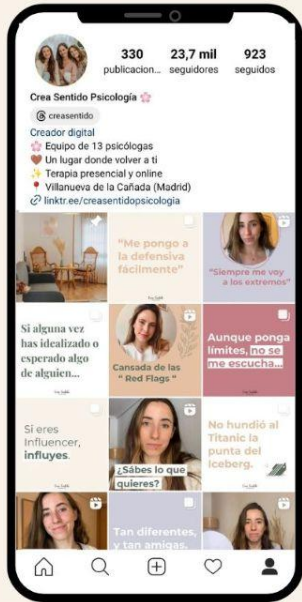 330 23,7 mil 923
publicacion... seguidores seguidos
Crea Sentido Psicología
creasentido
Creador digital
Equipo de 13 psicólogas
Un lugar donde volver a ti
Terapia presencial y online
Villanueva de la Cañada (Madrid)
linktr.ee/creasentidopsicologia
"Me pongo a
la defensiva
fácilmente"
"Siempre me voy
a los extremos"
Si alguna vez
has idealizado o
esperado algo
de alguien...
Cansada de las
" Red Flags "
Aunque ponga
límites, no se
me escucha...
Si eres
Influencer,
influyes.
¿Sábes lo que
quieres?
No hundió al
Titanic la
punta del
Iceberg.
Tan diferentes,
y tan amigas.